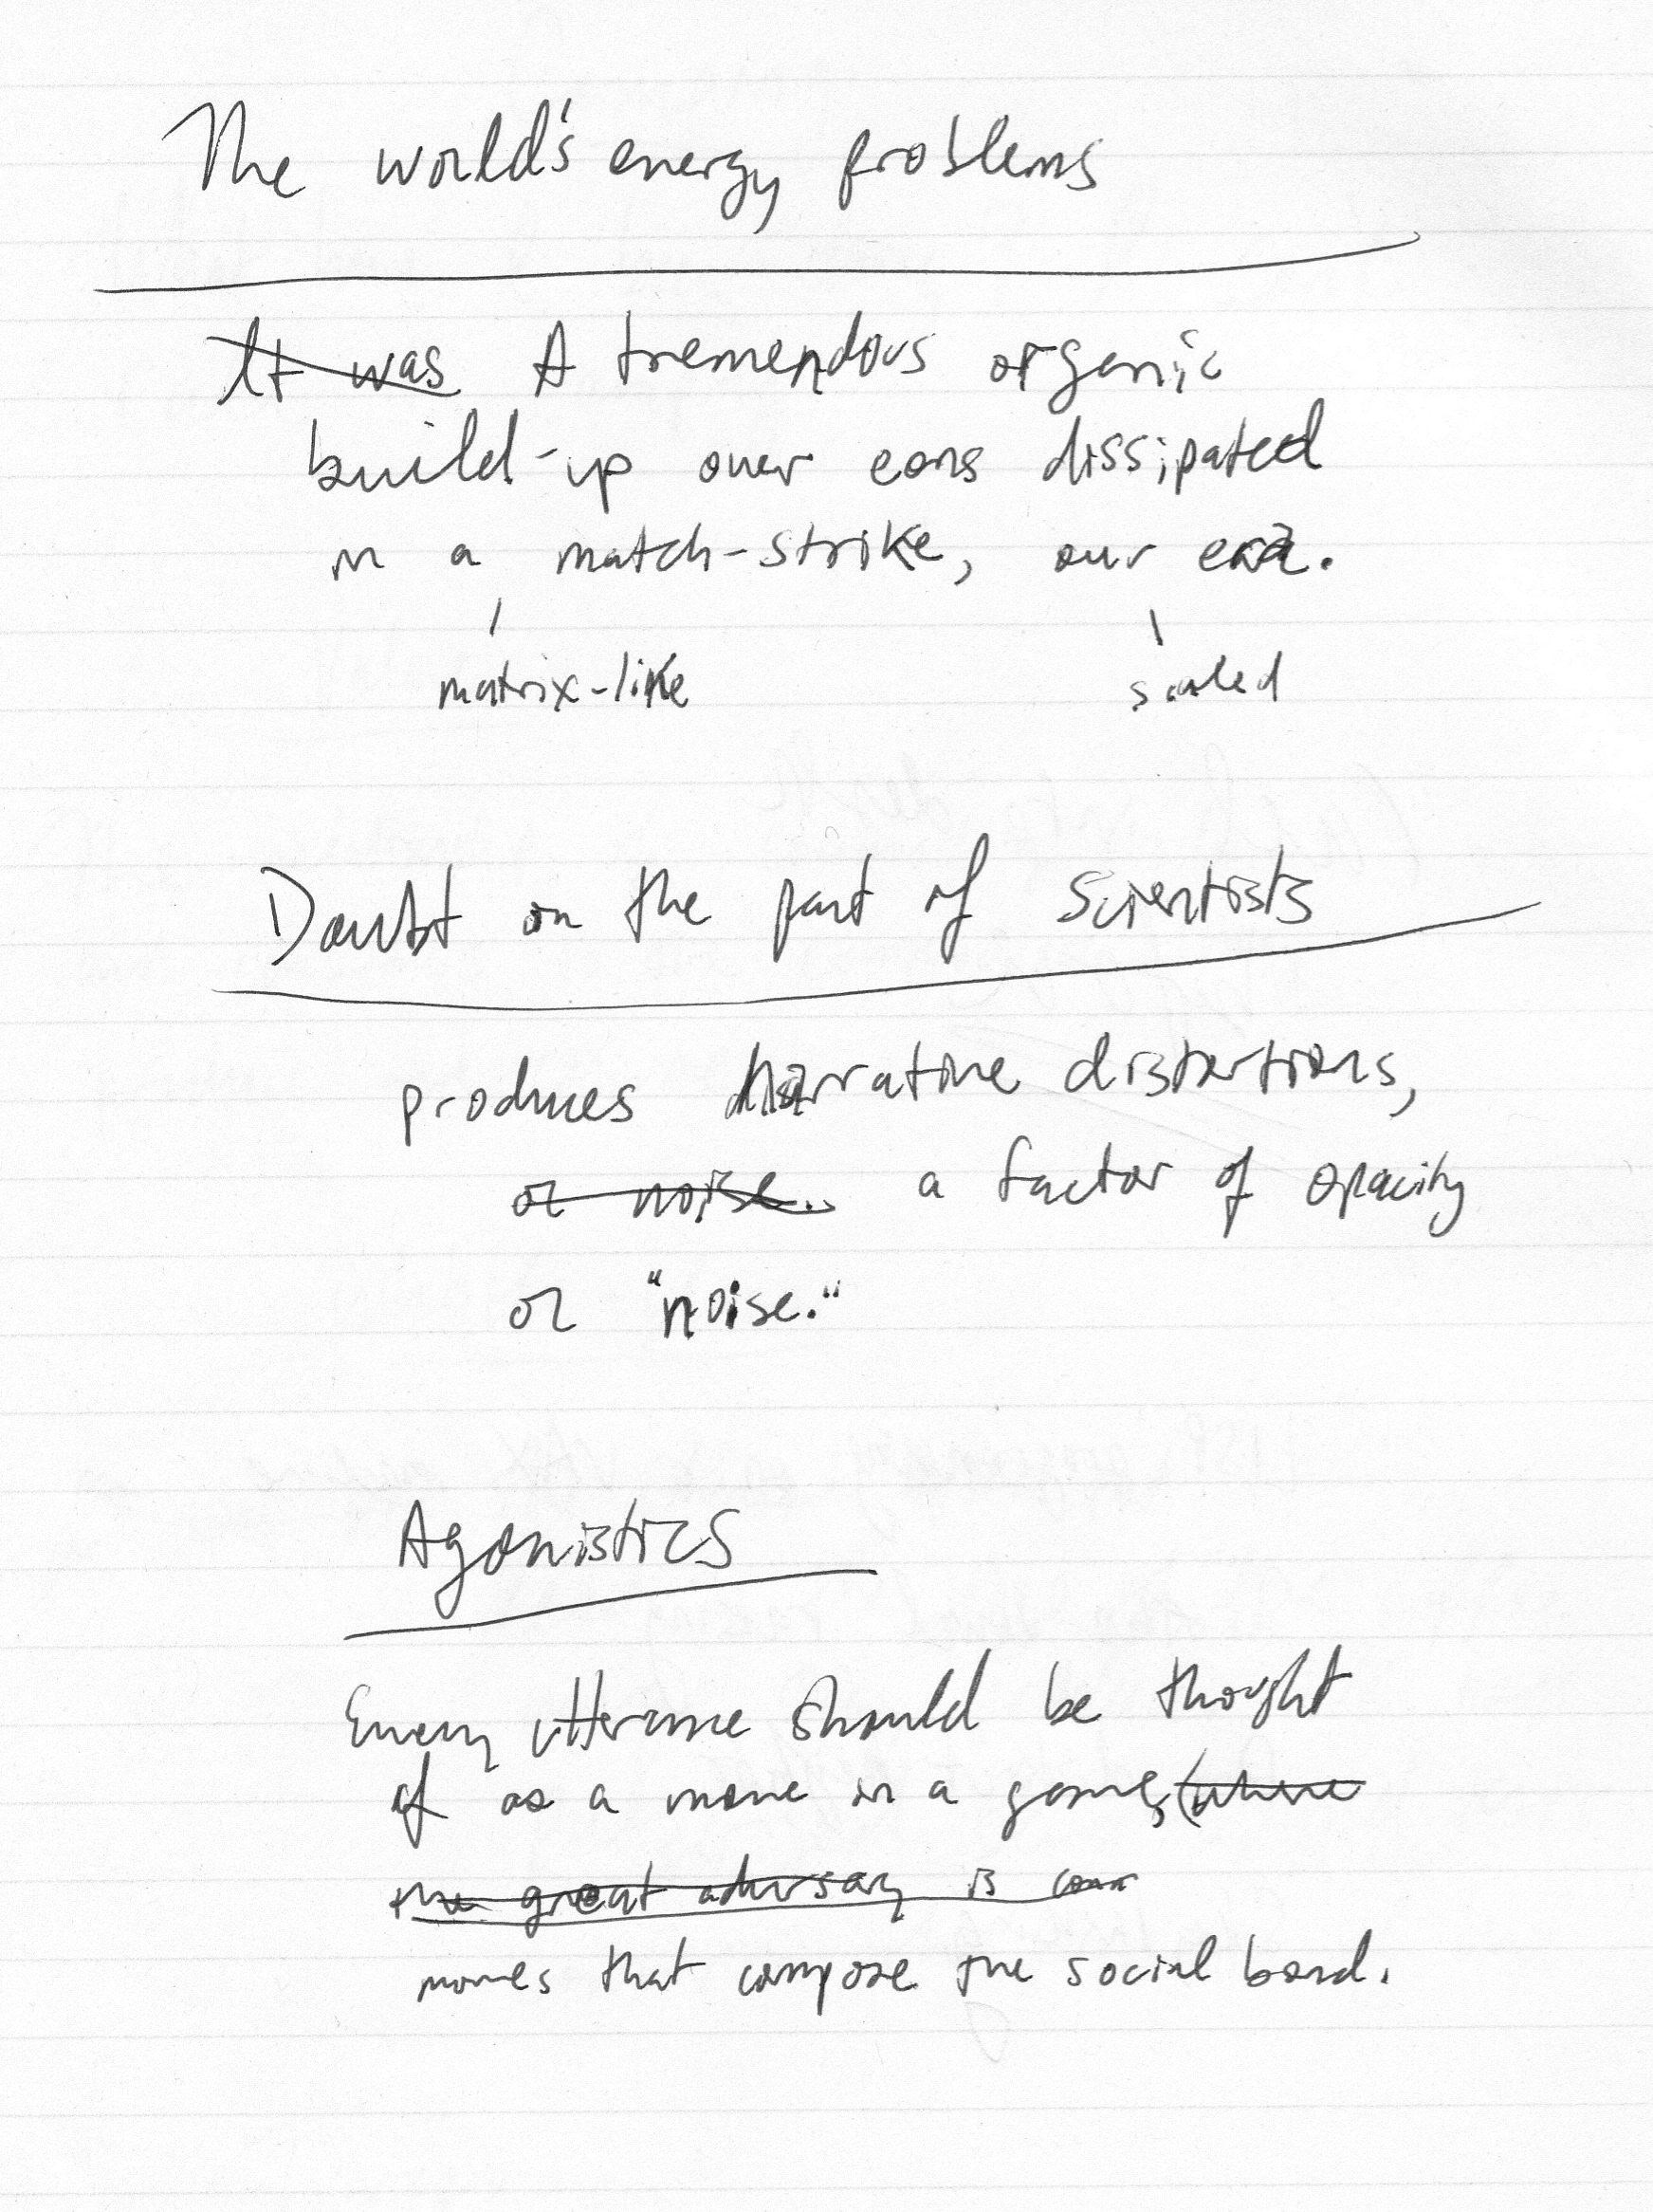 The world's energy problems
It was A tremendous organic
build-up over eons dissipated
in a match-strike, our era.
matrix-like
scaled
Doubt on the part of scientists
produces narrative distortions,
or noise.. a factor of opacity
or "noise."
Agonistics
Every utterance should be thought
of as a move in a game, (where
the great adversary is
moves that compose the social bond.